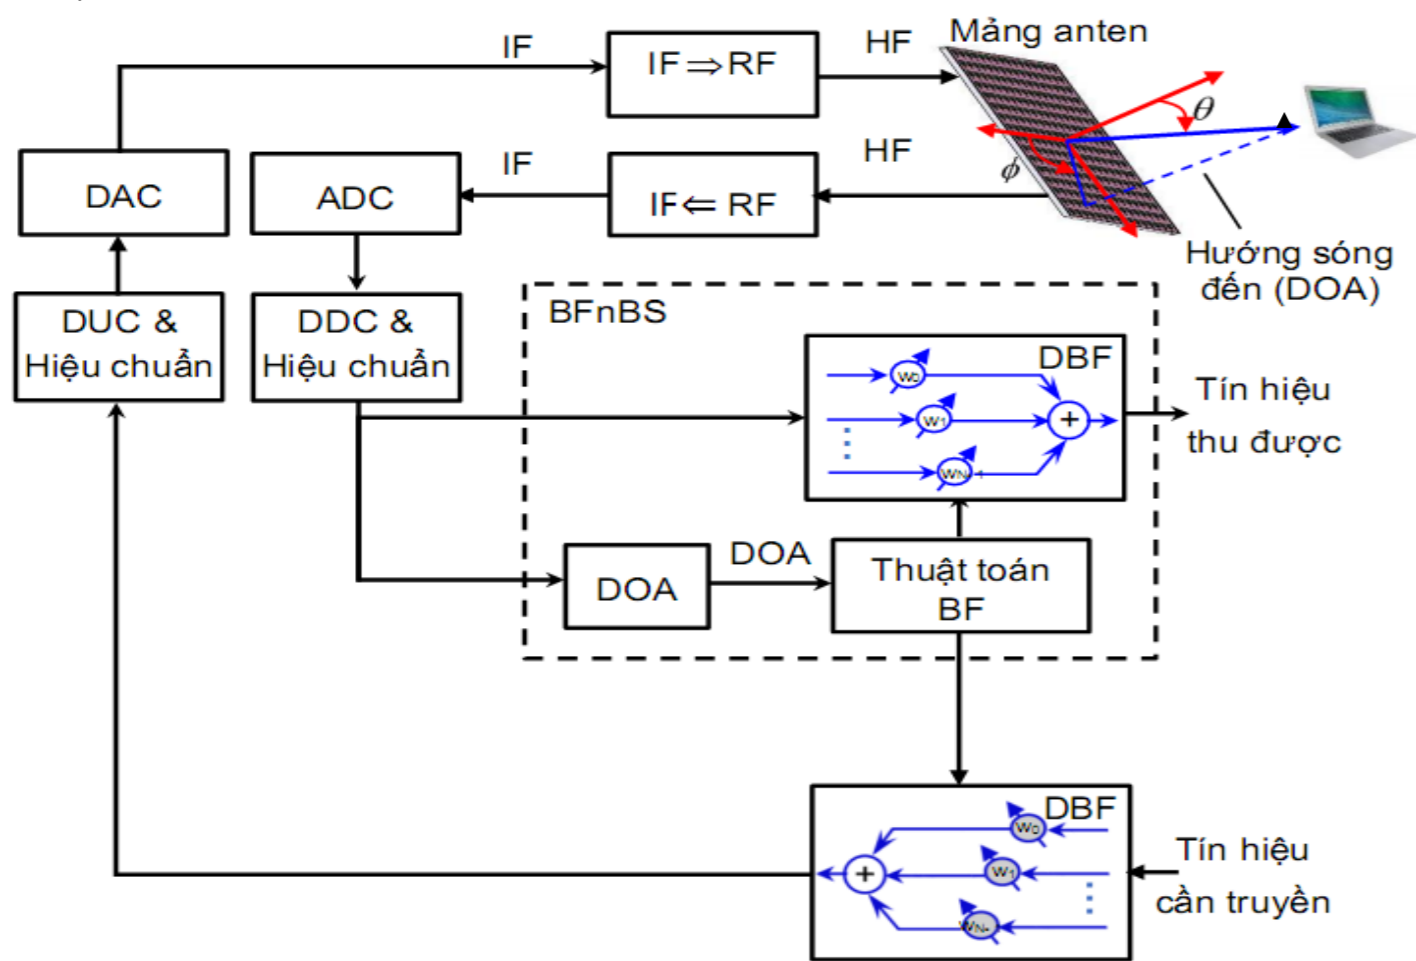 Mảng anten
IF
IF⇒RF
HF
θ
DAC
ADC
IF
IF⇐ RF
HF
ϕ
Hướng sóng
đến (DOA)
DUC &
Hiệu chuẩn
DDC &
Hiệu chuẩn
BFnBS
DBF
W0
W1
+
Tín hiệu
thu được
DOA
DOA
Thuật toán
BF
DBF
W0
W1
+
Tín hiệu
cần truyền